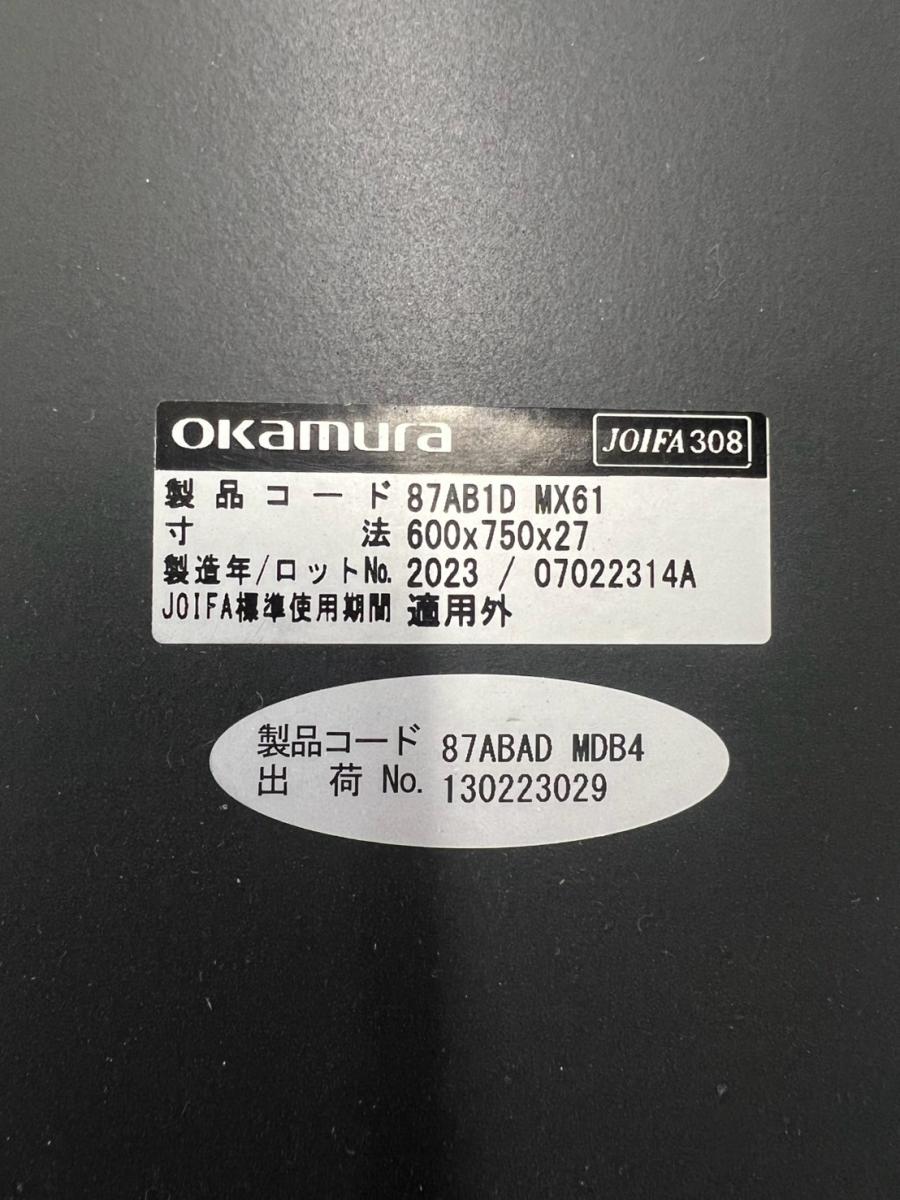 okamura
JOIFA308
製品コード 87AB1D MX61
寸法 600x750x27
製造年/ロットNo. 2023 / 07022314A
JOIFA標準使用期間 適用外
製品コード 87ABAD MDB4
出荷No. 130223029